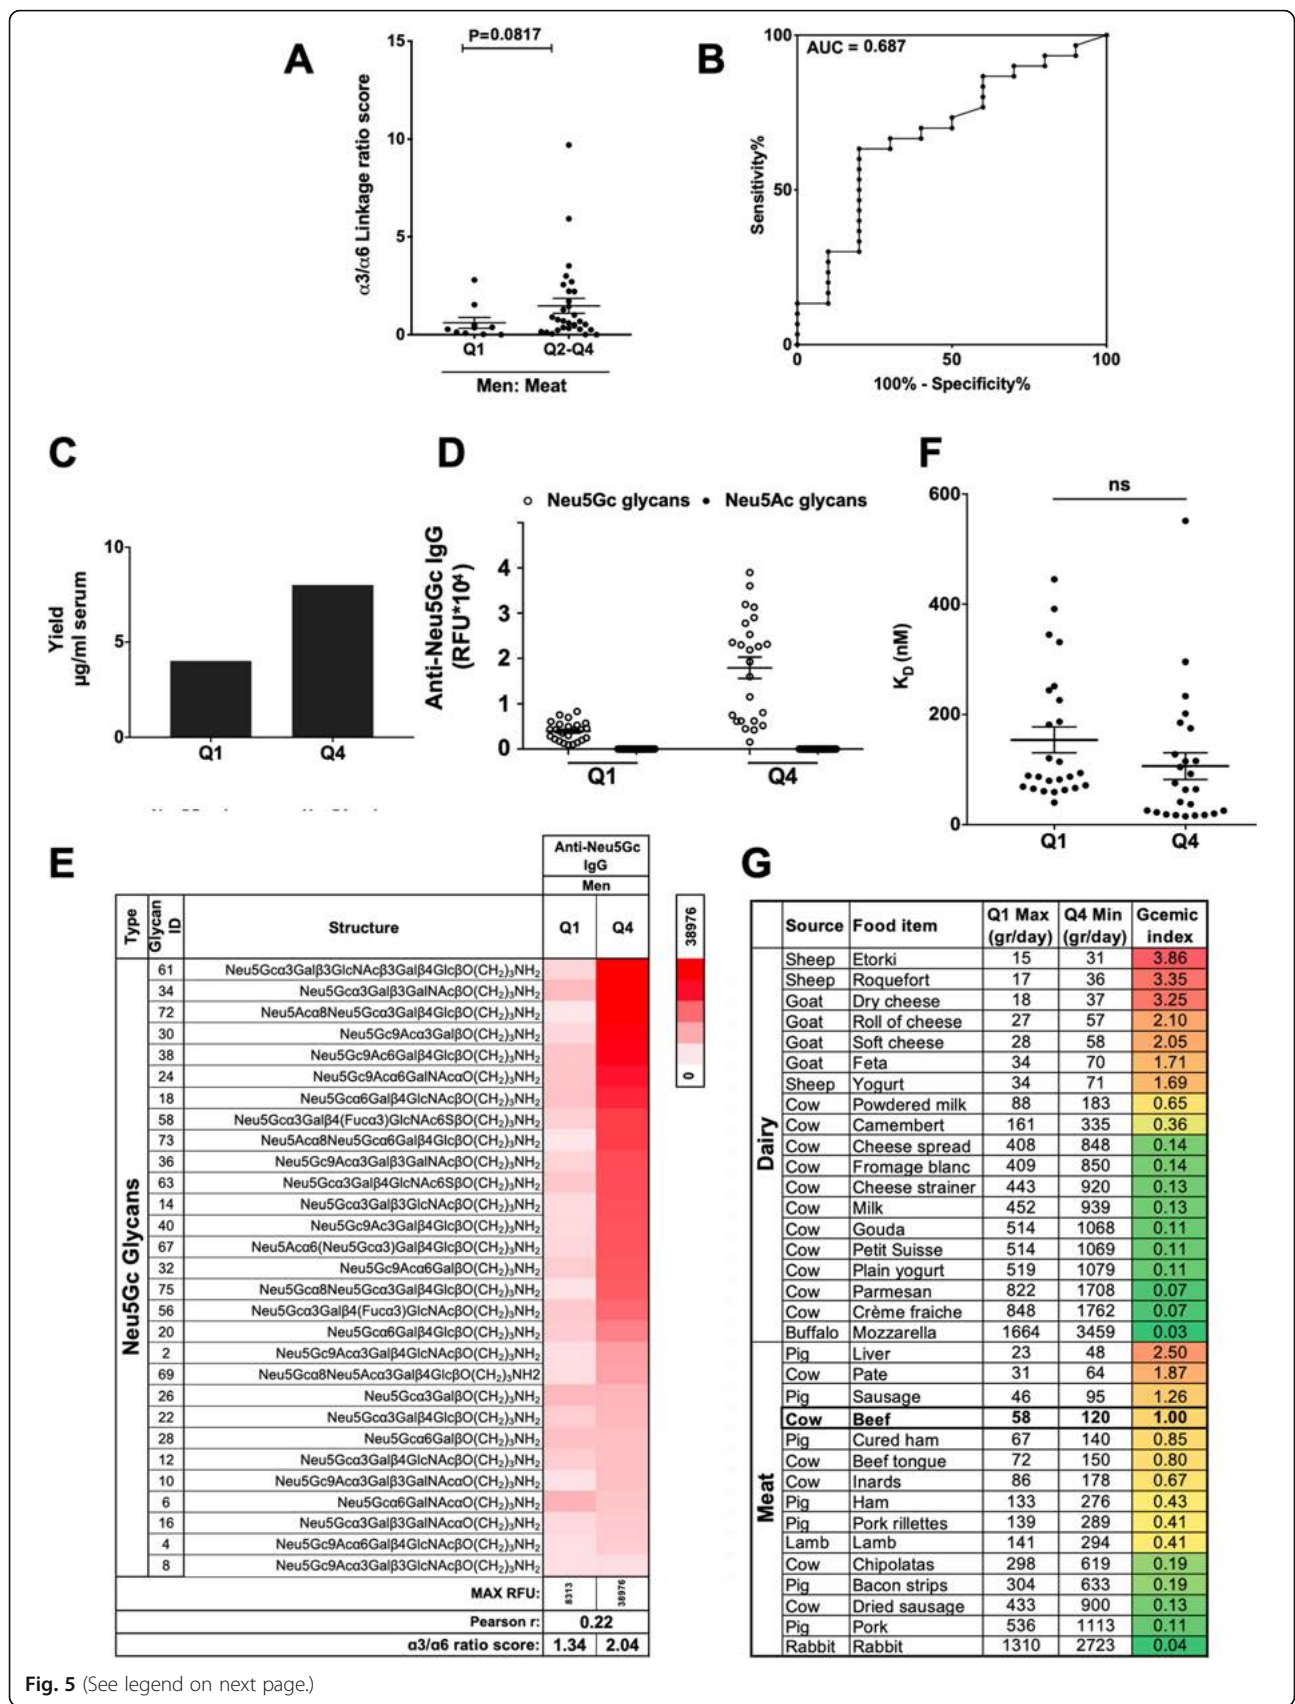 A
P=0.0817
α3/α6 Linkage ratio score
15
10
5
0
Q1
Q2-Q4
Men: Meat
B
AUC = 0.687
Sensitivity%
100
50
0
0
50
100
100% - Specificity%
C
Yield
µg/ml serum
10
5
0
Q1
Q4
D
Neu5Gc glycans
Neu5Ac glycans
Anti-Neu5Gc IgG
(RFU*10⁴)
4
3
2
1
0
Q1
Q4
F
ns
K_D (nM)
600
400
200
0
Q1
Q4
E
Anti-Neu5Gc
IgG
Men
Type
Glycan ID
Structure
Q1
Q4
38976
0
Neu5Gc Glycans
61 Neu5Gcα3Galβ3GlcNAcβ3Galβ4GlcβO(CH₂)₃NH₂
34 Neu5Gcα3Galβ3GalNAcβO(CH₂)₃NH₂
72 Neu5Acα8Neu5Gcα3Galβ4GlcβO(CH₂)₃NH₂
30 Neu5Gc9Acα3GalβO(CH₂)₃NH₂
38 Neu5Gc9Ac6Galβ4GlcβO(CH₂)₃NH₂
24 Neu5Gc9Acα6GalNAcαO(CH₂)₃NH₂
18 Neu5Gcα6Galβ4GlcNAcβO(CH₂)₃NH₂
58 Neu5Gcα3Galβ4(Fucα3)GlcNAc6SβO(CH₂)₃NH₂
73 Neu5Acα8Neu5Gcα6Galβ4GlcβO(CH₂)₃NH₂
36 Neu5Gc9Acα3Galβ3GalNAcβO(CH₂)₃NH₂
63 Neu5Gcα3Galβ4GlcNAc6SβO(CH₂)₃NH₂
14 Neu5Gcα3Galβ3GlcNAcβO(CH₂)₃NH₂
40 Neu5Gc9Ac3Galβ4GlcβO(CH₂)₃NH₂
67 Neu5Acα6(Neu5Gcα3)Galβ4GlcβO(CH₂)₃NH₂
32 Neu5Gc9Acα6GalβO(CH₂)₃NH₂
75 Neu5Gcα8Neu5Gcα3Galβ4GlcβO(CH₂)₃NH₂
56 Neu5Gcα3Galβ4(Fucα3)GlcNAcβO(CH₂)₃NH₂
20 Neu5Gcα6Galβ4GlcβO(CH₂)₃NH₂
2 Neu5Gc9Acα3Galβ4GlcNAcβO(CH₂)₃NH₂
69 Neu5Gcα8Neu5Acα3Galβ4GlcβO(CH₂)₃NH2
26 Neu5Gcα3GalβO(CH₂)₃NH₂
22 Neu5Gcα3Galβ4GlcβO(CH₂)₃NH₂
28 Neu5Gcα6GalβO(CH₂)₃NH₂
12 Neu5Gcα3Galβ4GlcNAcβO(CH₂)₃NH₂
10 Neu5Gc9Acα3Galβ3GalNAcαO(CH₂)₃NH₂
6 Neu5Gcα6GalNAcαO(CH₂)₃NH₂
16 Neu5Gcα3Galβ3GalNAcαO(CH₂)₃NH₂
4 Neu5Gc9Acα6Galβ4GlcNAcβO(CH₂)₃NH₂
8 Neu5Gc9Acα3Galβ3GlcNAcβO(CH₂)₃NH₂
MAX RFU: 8313 38976
Pearson r: 0.22
α3/α6 ratio score: 1.34 2.04
G
Source Food item Q1 Max (gr/day) Q4 Min (gr/day) Gcemic index
Dairy
Sheep Etorki 15 31 3.86
Sheep Roquefort 17 36 3.35
Goat Dry cheese 18 37 3.25
Goat Roll of cheese 27 57 2.10
Goat Soft cheese 28 58 2.05
Goat Feta 34 70 1.71
Sheep Yogurt 34 71 1.69
Cow Powdered milk 88 183 0.65
Cow Camembert 161 335 0.36
Cow Cheese spread 408 848 0.14
Cow Fromage blanc 409 850 0.14
Cow Cheese strainer 443 920 0.13
Cow Milk 452 939 0.13
Cow Gouda 514 1068 0.11
Cow Petit Suisse 514 1069 0.11
Cow Plain yogurt 519 1079 0.11
Cow Parmesan 822 1708 0.07
Cow Crème fraiche 848 1762 0.07
Buffalo Mozzarella 1664 3459 0.03
Meat
Pig Liver 23 48 2.50
Cow Pate 31 64 1.87
Pig Sausage 46 95 1.26
Cow Beef 58 120 1.00
Pig Cured ham 67 140 0.85
Cow Beef tongue 72 150 0.80
Cow Inards 86 178 0.67
Pig Ham 133 276 0.43
Pig Pork rillettes 139 289 0.41
Lamb Lamb 141 294 0.41
Cow Chipolatas 298 619 0.19
Pig Bacon strips 304 633 0.19
Cow Dried sausage 433 900 0.13
Pig Pork 536 1113 0.11
Rabbit Rabbit 1310 2723 0.04
Fig. 5 (See legend on next page.)